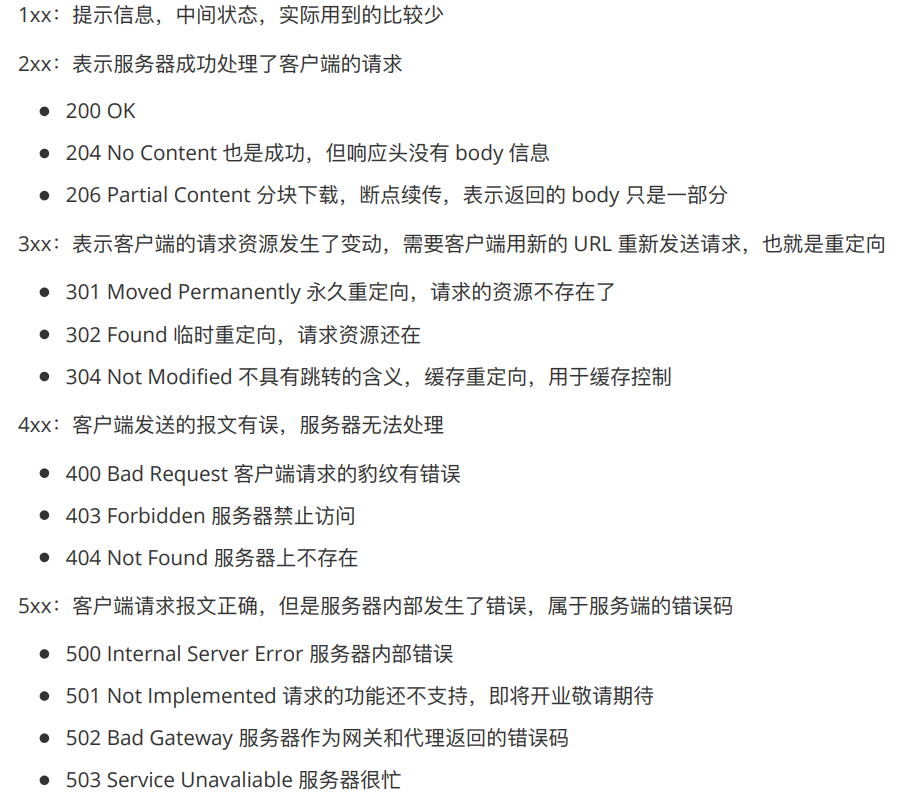 1xx：提示信息，中间状态，实际用到的比较少
2xx：表示服务器成功处理了客户端的请求
200 OK
204 No Content 也是成功，但响应头没有 body 信息
206 Partial Content 分块下载，断点续传，表示返回的 body 只是一部分
3xx：表示客户端的请求资源发生了变动，需要客户端用新的 URL 重新发送请求，也就是重定向
301 Moved Permanently 永久重定向，请求的资源不存在了
302 Found 临时重定向，请求资源还在
304 Not Modified 不具有跳转的含义，缓存重定向，用于缓存控制
4xx：客户端发送的报文有误，服务器无法处理
400 Bad Request 客户端请求的豹纹有错误
403 Forbidden 服务器禁止访问
404 Not Found 服务器上不存在
5xx：客户端请求报文正确，但是服务器内部发生了错误，属于服务端的错误码
500 Internal Server Error 服务器内部错误
501 Not Implemented 请求的功能还不支持，即将开业敬请期待
502 Bad Gateway 服务器作为网关和代理返回的错误码
503 Service Unavaliable 服务器很忙